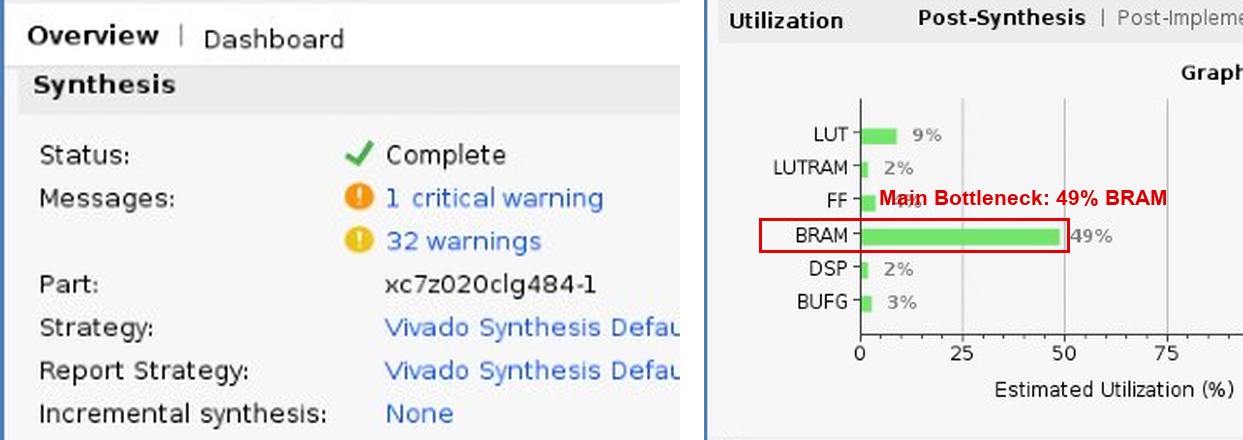 Overview | Dashboard
Synthesis
Status: Complete
Messages: 1 critical warning
32 warnings
Part: xc7z020clg484-1
Strategy: Vivado Synthesis Defau
Report Strategy: Vivado Synthesis Defau
Incremental synthesis: None
Utilization Post-Synthesis | Post-Impleme
Graph
LUT 9%
LUTRAM 2%
FF
Main Bottleneck: 49% BRAM
BRAM 49%
DSP 2%
BUFG 3%
0 25 50 75
Estimated Utilization (%)